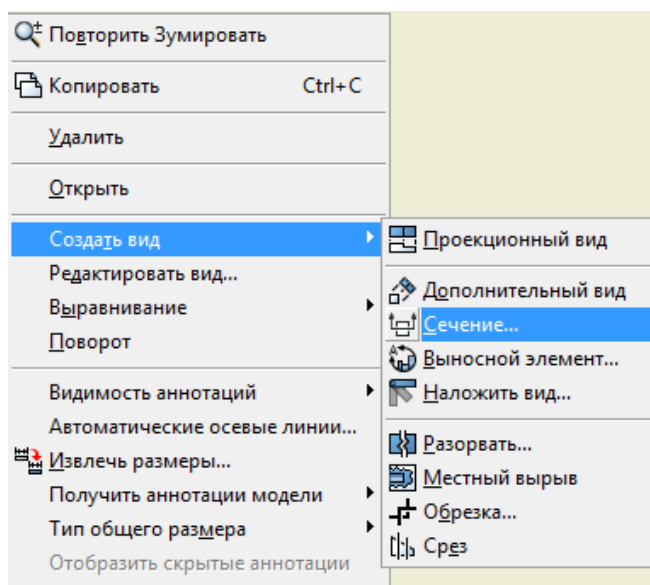 Повторить Зумировать
Копировать Ctrl+C
Удалить
Открыть
Создать вид
Редактировать вид...
Выравнивание
Поворот
Видимость аннотаций
Автоматические осевые линии...
Извлечь размеры...
Получить аннотации модели
Тип общего размера
Отобразить скрытые аннотации
Проекционный вид
Дополнительный вид
Сечение...
Выносной элемент...
Наложить вид...
Разорвать...
Местный вырыв
Обрезка...
Срез